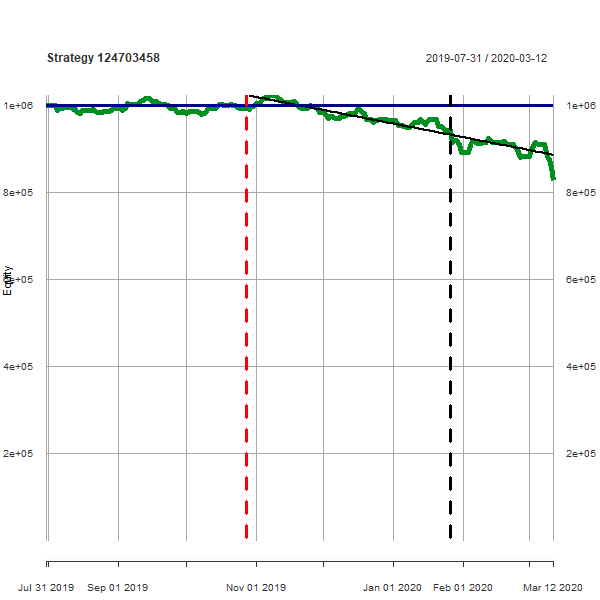 Strategy 124703458
2019-07-31 / 2020-03-12
1e+06
1e+06
8e+05
8e+05
Equity
6e+05
6e+05
4e+05
4e+05
2e+05
2e+05
Jul 31 2019
Sep 01 2019
Nov 01 2019
Jan 01 2020
Feb 01 2020
Mar 12 2020